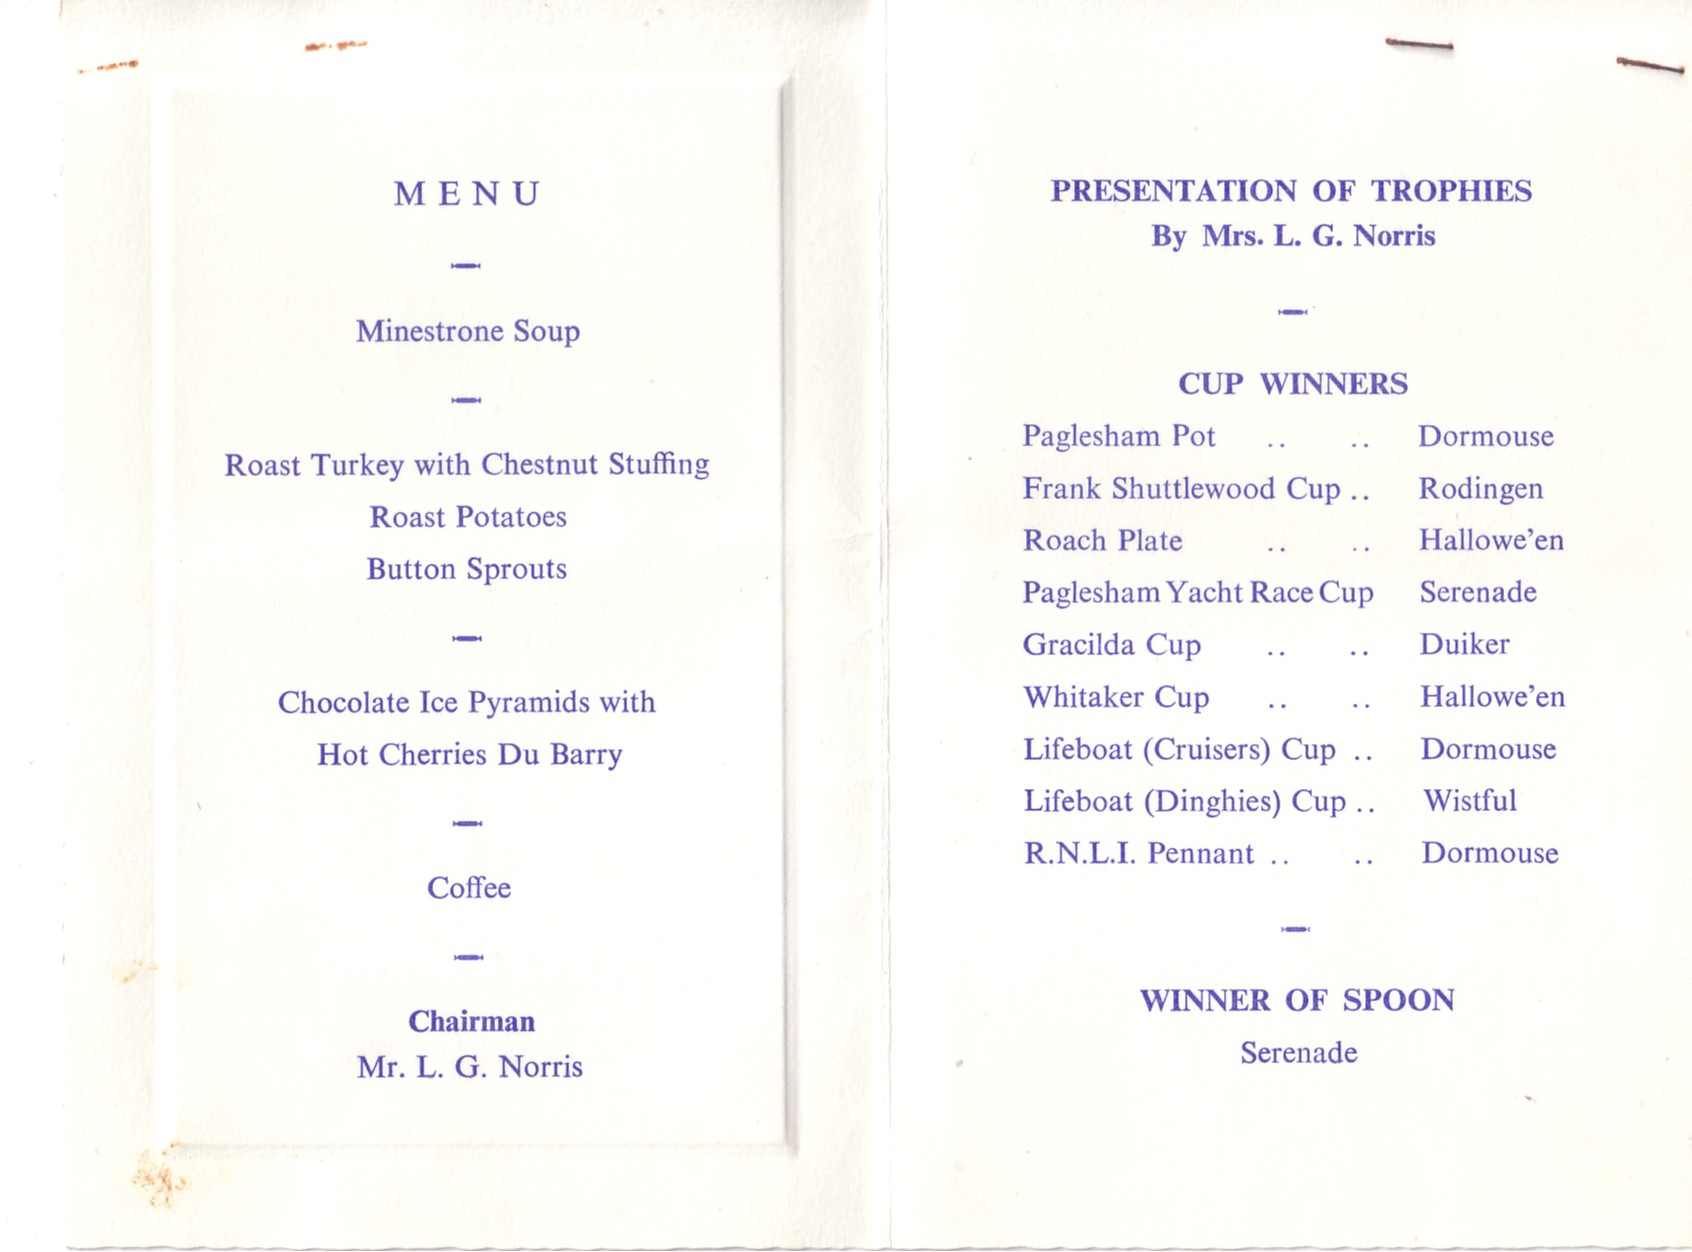 MENU
Minestrone Soup
Roast Turkey with Chestnut Stuffing
Roast Potatoes
Button Sprouts
Chocolate Ice Pyramids with
Hot Cherries Du Barry
Coffee
Chairman
Mr. L. G. Norris
PRESENTATION OF TROPHIES
By Mrs. L. G. Norris
CUP WINNERS
Paglesham Pot .. .. Dormouse
Frank Shuttlewood Cup .. Rodingen
Roach Plate .. .. Hallowe'en
Paglesham Yacht Race Cup Serenade
Gracilda Cup .. .. Duiker
Whitaker Cup .. .. Hallowe'en
Lifeboat (Cruisers) Cup .. Dormouse
Lifeboat (Dinghies) Cup .. Wistful
R.N.L.I. Pennant .. .. Dormouse
WINNER OF SPOON
Serenade